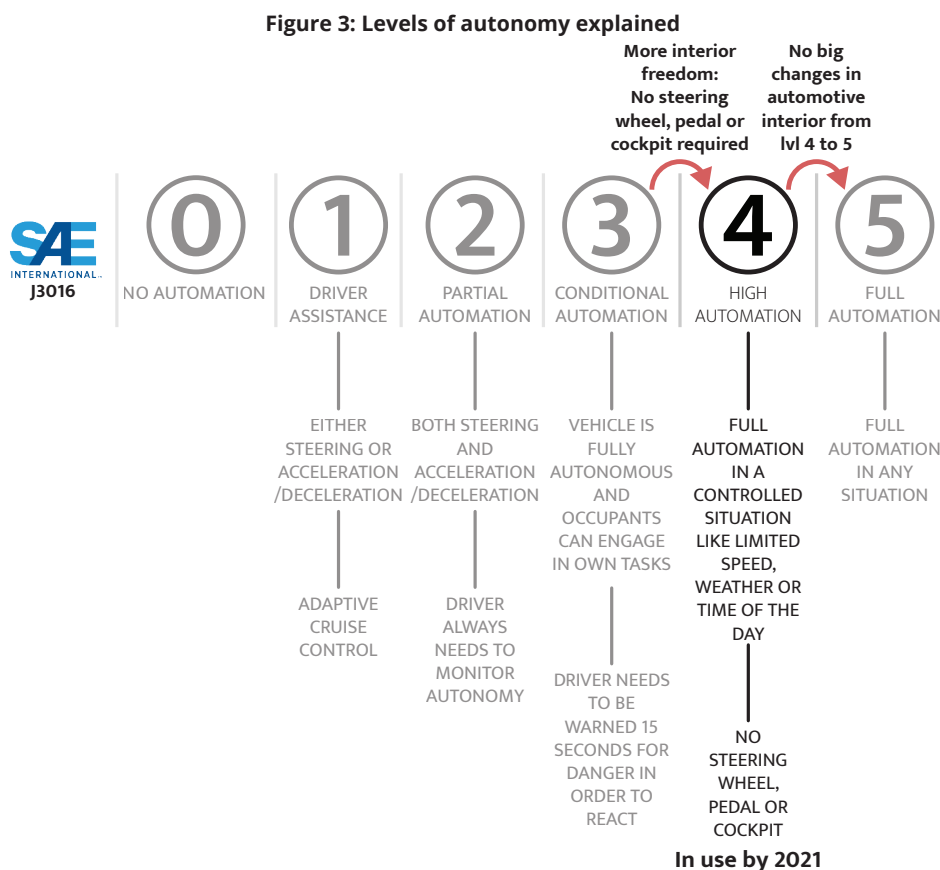 Figure 3: Levels of autonomy explained
More interior
freedom:
No steering
wheel, pedal or
cockpit required
No big
changes in
automotive
interior from
lvl 4 to 5
SAE
INTERNATIONAL™
J3016
0
NO AUTOMATION
1
DRIVER
ASSISTANCE
EITHER
STEERING OR
ACCELERATION
/DECELERATION
ADAPTIVE
CRUISE
CONTROL
2
PARTIAL
AUTOMATION
BOTH STEERING
AND
ACCELERATION
/DECELERATION
DRIVER
ALWAYS
NEEDS TO
MONITOR
AUTONOMY
3
CONDITIONAL
AUTOMATION
VEHICLE IS
FULLY
AUTONOMOUS
AND
OCCUPANTS
CAN ENGAGE
IN OWN TASKS
DRIVER NEEDS
TO BE
WARNED 15
SECONDS FOR
DANGER IN
ORDER TO
REACT
4
HIGH
AUTOMATION
FULL
AUTOMATION
IN A
CONTROLLED
SITUATION
LIKE LIMITED
SPEED,
WEATHER OR
TIME OF THE
DAY
NO
STEERING
WHEEL,
PEDAL OR
COCKPIT
In use by 2021
5
FULL
AUTOMATION
FULL
AUTOMATION
IN ANY
SITUATION